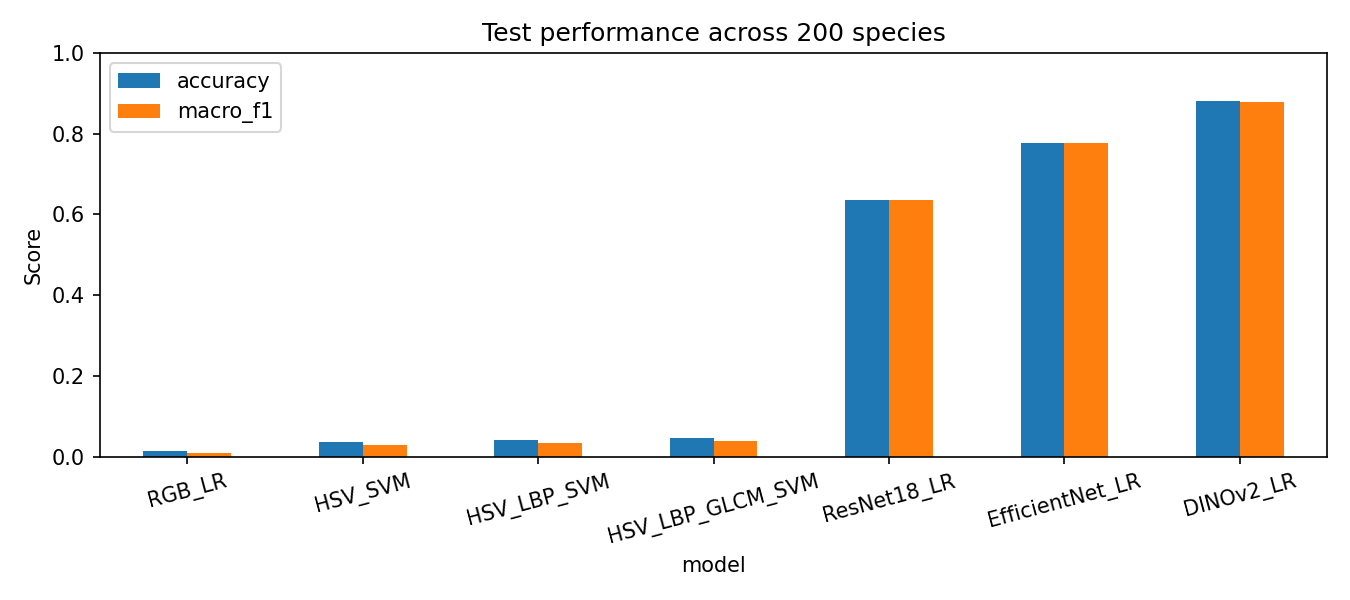 Test performance across 200 species
accuracy
macro_f1
Score
1.0
0.8
0.6
0.4
0.2
0.0
RGB_LR
HSV_SVM
HSV_LBP_SVM
HSV_LBP_GLCM_SVM
ResNet18_LR
EfficientNet_LR
DINOv2_LR
model